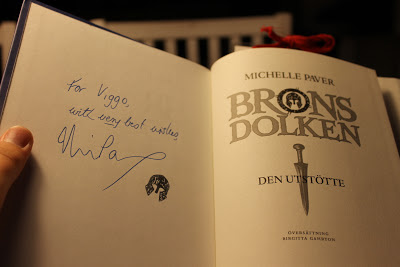 For Viggo,
with very best wishes,
MICHELLE PAVER
BRONS
DOLKEN
DEN UTSTÖTTE
ÖVERSÄTTNING
BIRGITTA GAHRTON